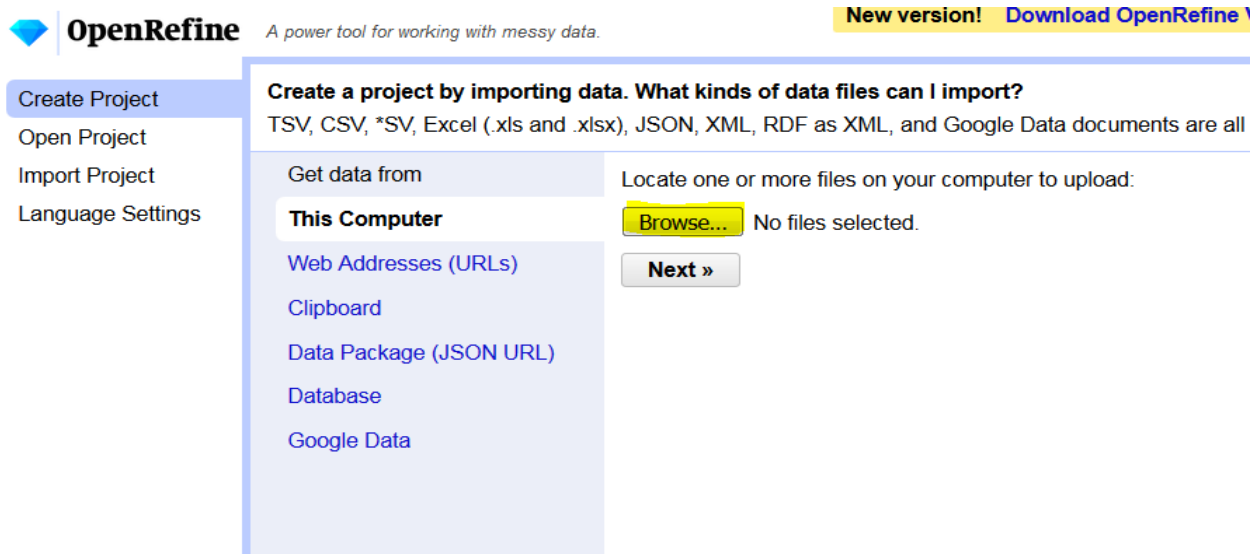 OpenRefine A power tool for working with messy data.
New version! Download OpenRefine
Create Project
Open Project
Import Project
Language Settings
Create a project by importing data. What kinds of data files can I import?
TSV, CSV, *SV, Excel (.xls and .xlsx), JSON, XML, RDF as XML, and Google Data documents are all
Get data from
This Computer
Web Addresses (URLs)
Clipboard
Data Package (JSON URL)
Database
Google Data
Locate one or more files on your computer to upload:
Browse... No files selected.
Next »